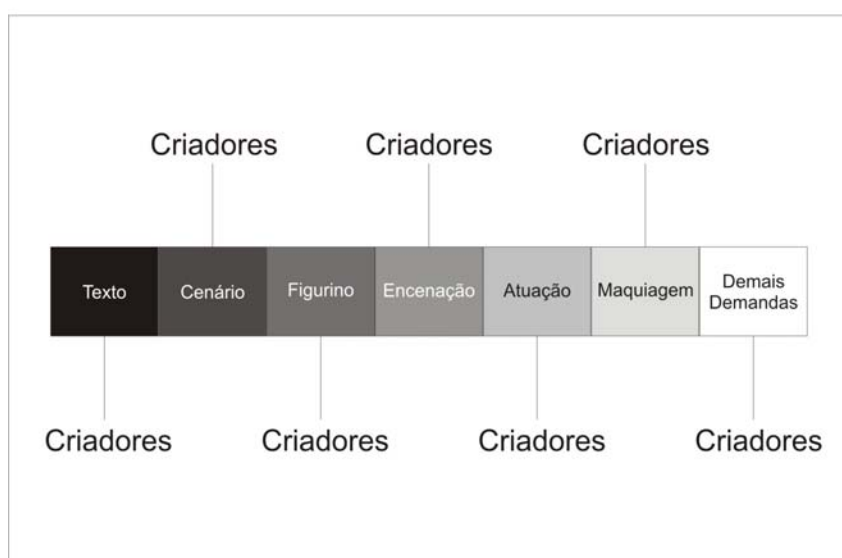 Criadores Criadores Criadores
Texto Cenário Figurino Encenação Atuação Maquiagem Demais
Demandas
Criadores Criadores Criadores Criadores